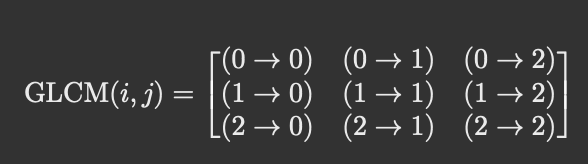 (0 → 0) (0 → 1) (0 → 2)
GLCM(i, j) = (1 → 0) (1 → 1) (1 → 2)
(2 → 0) (2 → 1) (2 → 2)